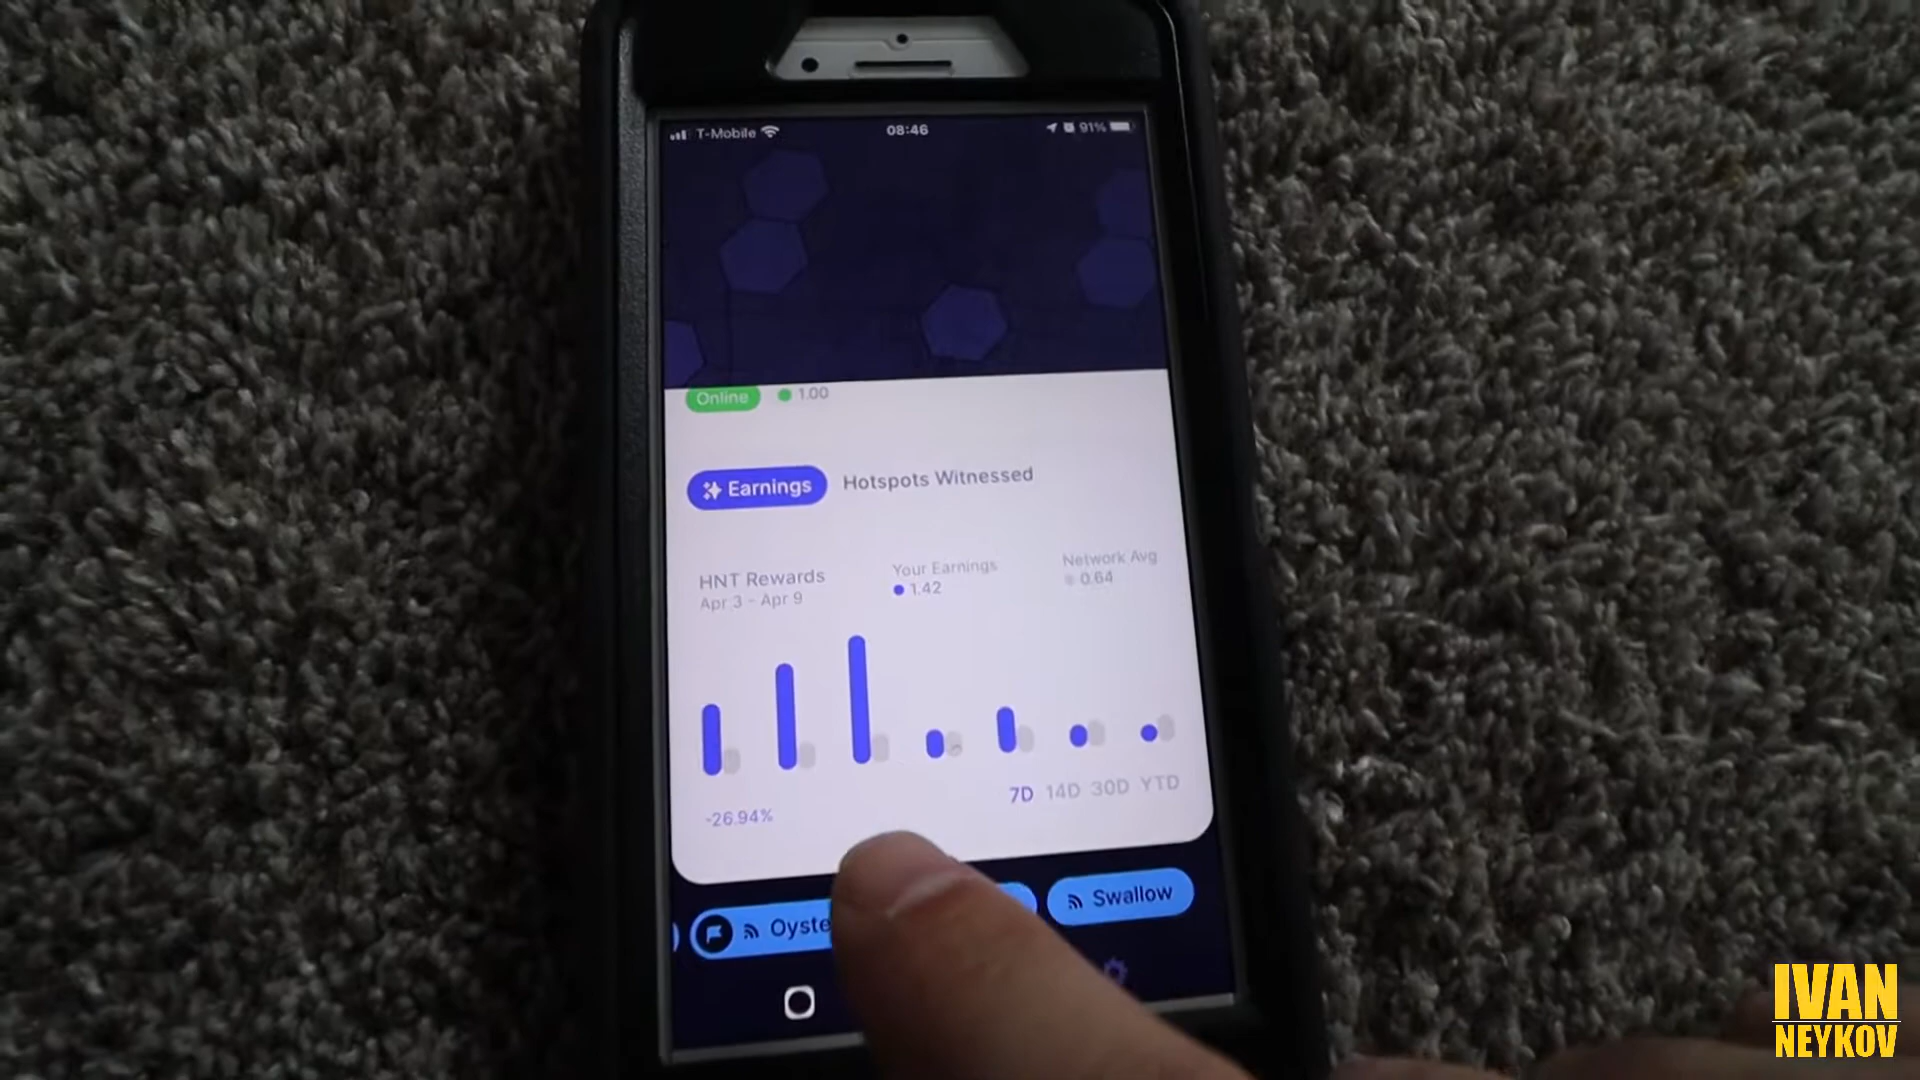 T-Mobile 08:46 91%
Online 1.00
Earnings Hotspots Witnessed
HNT Rewards Your Earnings Network Avg
Apr 3 - Apr 9 1.42 0.64
7D 14D 30D YTD
-26.94%
Oyste Swallow
IVAN
NEYKOV